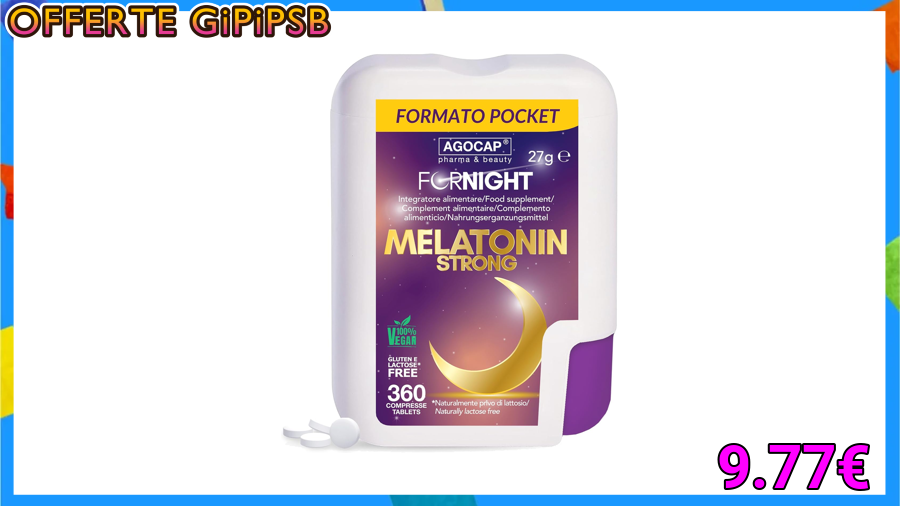 OFFERTE GiPiPSB
FORMATO POCKET
AGOCAP®
pharma & beauty
27g ℮
FORNIGHT
Integratore alimentare/Food supplement/
Complement alimentaire/Complemento
alimenticio/Nahrungserganzungsmittel
MELATONIN
STRONG
100%
VEGAN
GLUTEN E
LACTOSE*
FREE
360
COMPRESSE
TABLETS
*Naturalmente privo di lattosio/
Naturally lactose free
9.77€